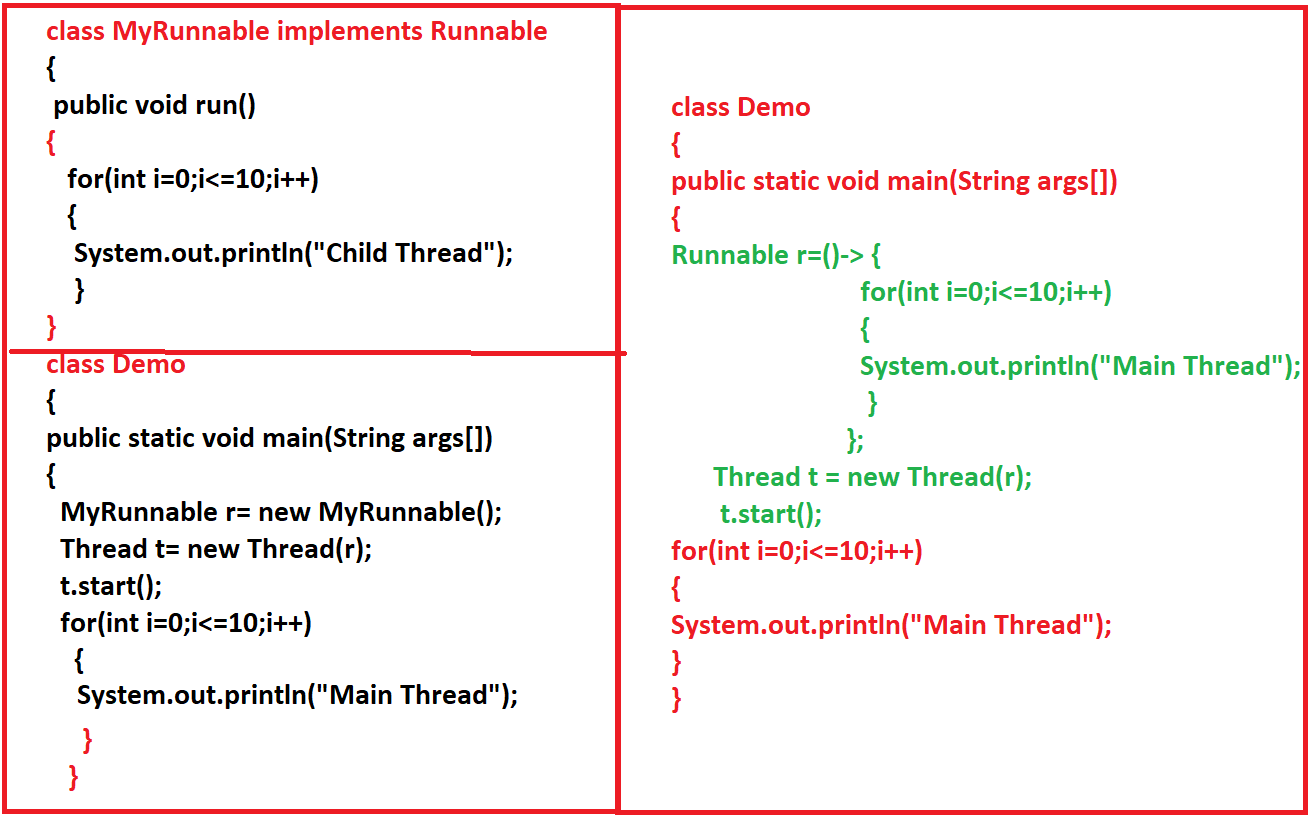 class MyRunnable implements Runnable
{
public void run()
{
for(int i=0;i<=10;i++)
{
System.out.println("Child Thread");
}
}
class Demo
{
public static void main(String args[])
{
MyRunnable r= new MyRunnable();
Thread t= new Thread(r);
t.start();
for(int i=0;i<=10;i++)
{
System.out.println("Main Thread");
}
}
class Demo
{
public static void main(String args[])
{
Runnable r=()-> {
for(int i=0;i<=10;i++)
{
System.out.println("Main Thread");
}
};
Thread t = new Thread(r);
t.start();
for(int i=0;i<=10;i++)
{
System.out.println("Main Thread");
}
}